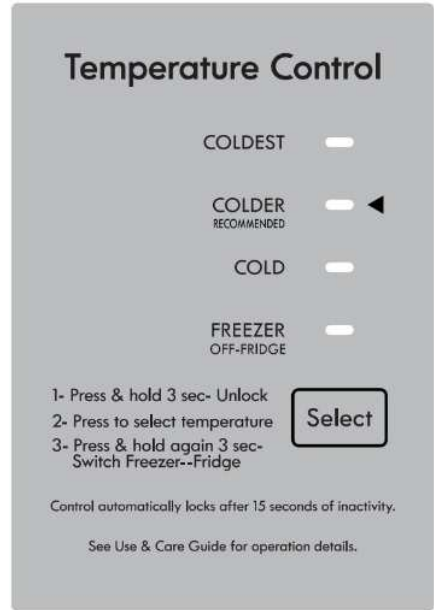 Temperature Control
COLDEST
COLDER
RECOMMENDED
COLD
FREEZER
OFF-FRIDGE
1- Press & hold 3 sec- Unlock
2- Press to select temperature
3- Press & hold again 3 sec-
Switch Freezer--Fridge
Select
Control automatically locks after 15 seconds of inactivity.
See Use & Care Guide for operation details.